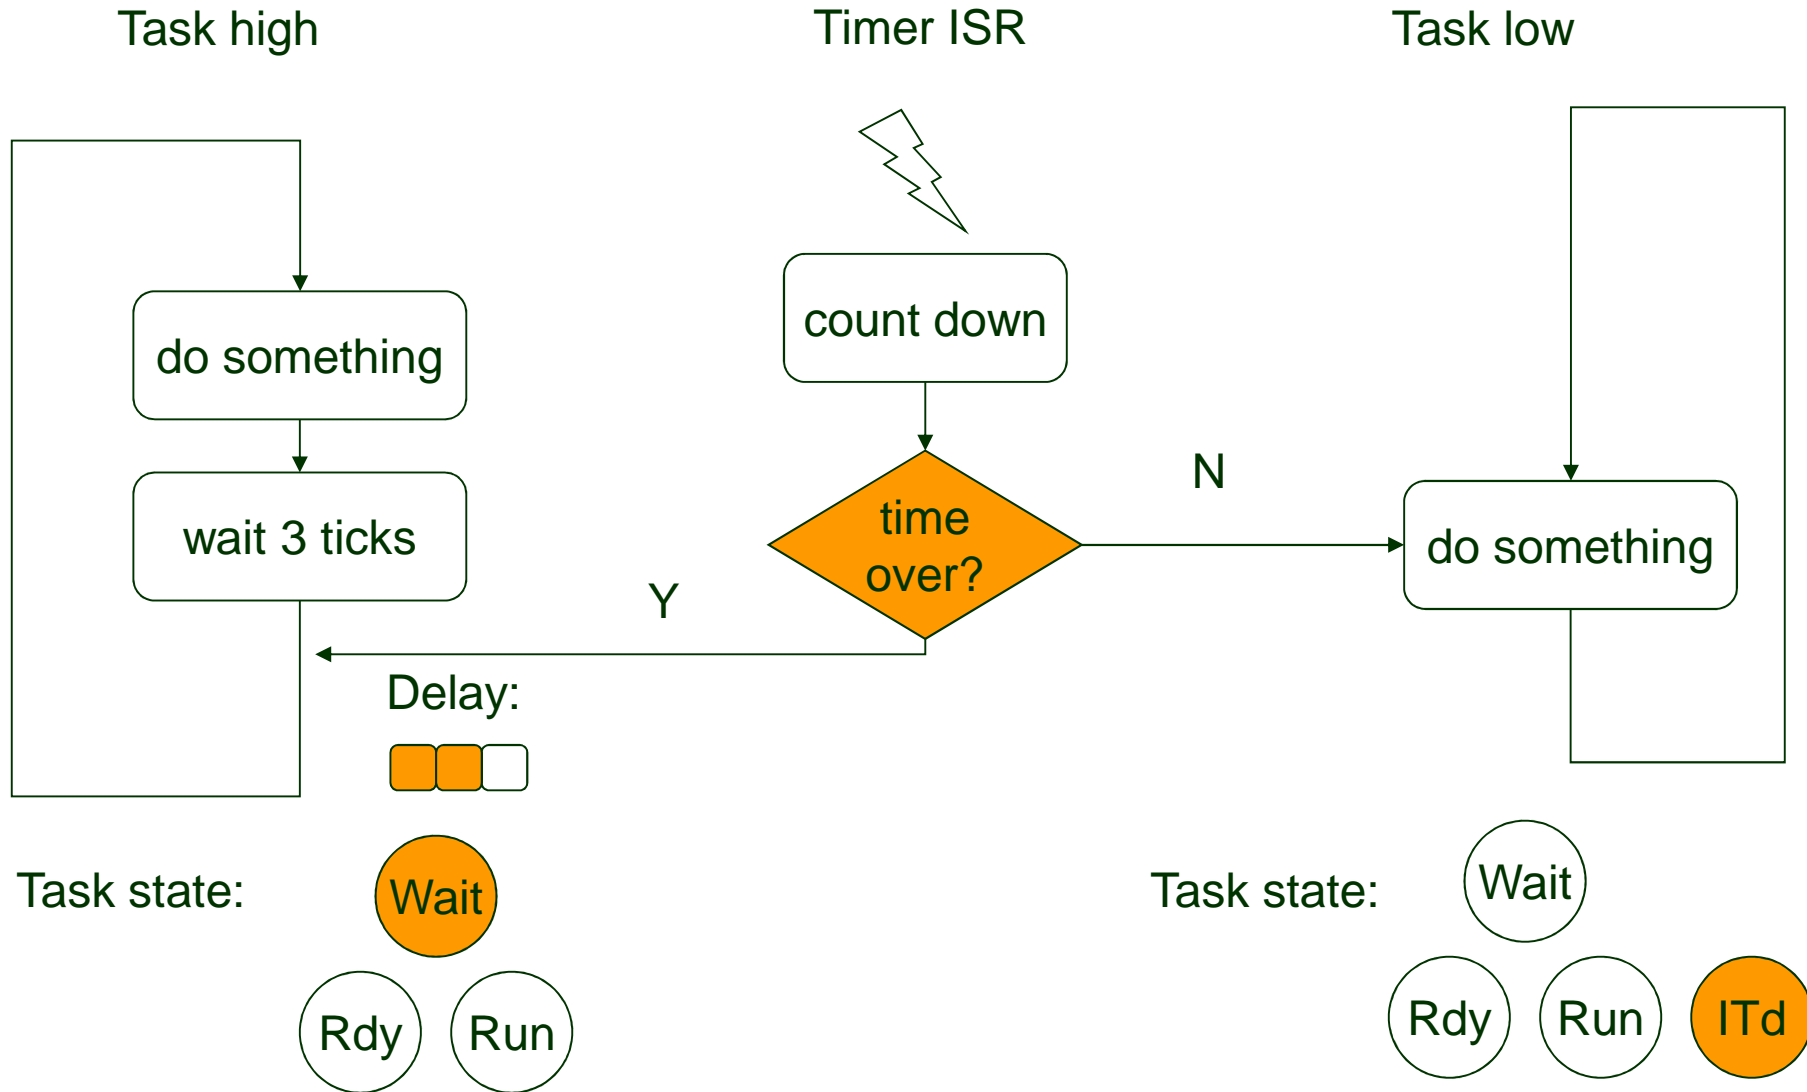 Task high
Timer ISR
Task low
do something
wait 3 ticks
count down
time
over?
Y
N
do something
Delay:
Task state:
Wait
Rdy
Run
Task state:
Wait
Rdy
Run
ITd